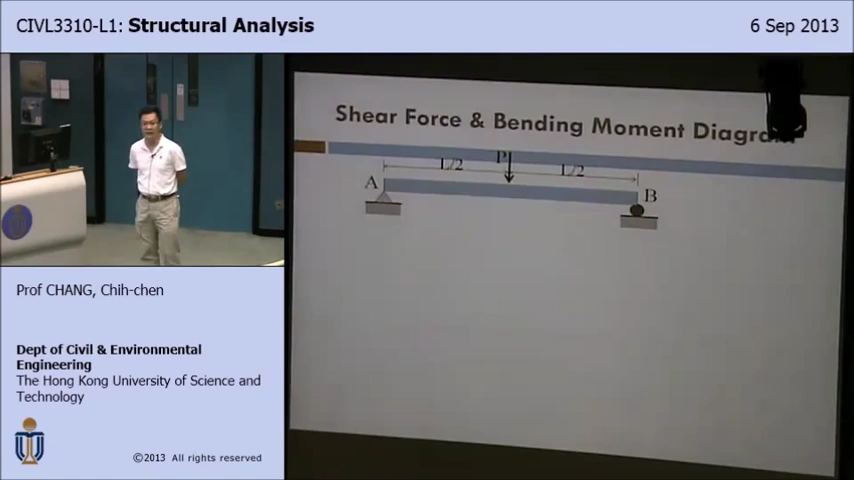 CIVL3310-L1: Structural Analysis
6 Sep 2013
Shear Force & Bending Moment Diagram
L/2
P
L/2
A
B
Prof CHANG, Chih-chen
Dept of Civil & Environmental
Engineering
The Hong Kong University of Science and
Technology
©2013 All rights reserved